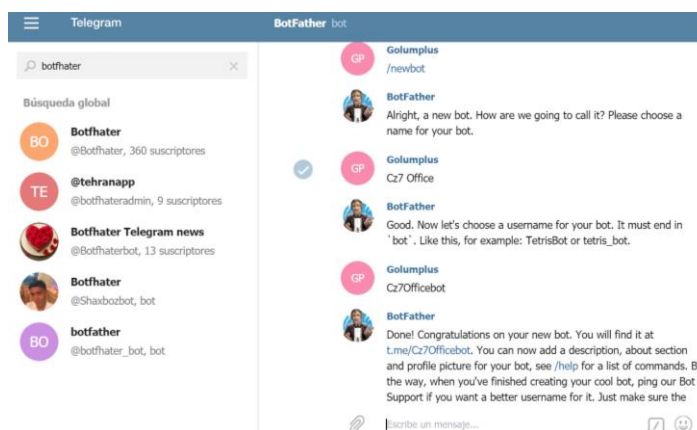 Telegram
BotFather bot
botfhater
Búsqueda global
BO
Botfhater
@Botfhater, 360 suscriptores
TE
@tehranapp
@botfhateradmin, 9 suscriptores
Botfhater Telegram news
@Botfhaterbot, 13 suscriptores
Botfhater
@Shaxbozbot, bot
BO
botfather
@botfhater_bot, bot
GP
Golumplus
/newbot
BotFather
Alright, a new bot. How are we going to call it? Please choose a
name for your bot.
GP
Golumplus
Cz7 Office
BotFather
Good. Now let's choose a username for your bot. It must end in
`bot`. Like this, for example: TetrisBot or tetris_bot.
GP
Golumplus
Cz7Officebot
BotFather
Done! Congratulations on your new bot. You will find it at
t.me/Cz7Officebot. You can now add a description, about section
and profile picture for your bot, see /help for a list of commands. B
the way, when you've finished creating your cool bot, ping our Bot
Support if you want a better username for it. Just make sure the
Escribe un mensaje...